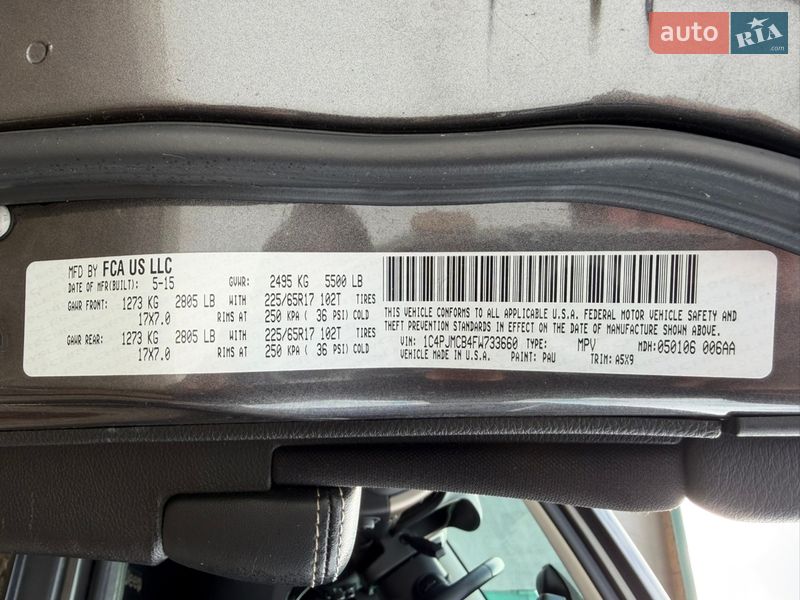 auto RIA .com
MFD BY FCA US LLC
DATE OF MFR(BUILT): 5-15 GVWR: 2495 KG 5500 LB
GAWR FRONT: 1273 KG 2805 LB WITH 225/65R17 102T TIRES
17X7.0 RIMS AT 250 KPA ( 36 PSI) COLD
GAWR REAR: 1273 KG 2805 LB WITH 225/65R17 102T TIRES
17X7.0 RIMS AT 250 KPA ( 36 PSI) COLD
THIS VEHICLE CONFORMS TO ALL APPLICABLE U.S.A. FEDERAL MOTOR VEHICLE SAFETY AND
THEFT PREVENTION STANDARDS IN EFFECT ON THE DATE OF MANUFACTURE SHOWN ABOVE.
VIN: 1C4PJMCB4FW733660 TYPE: MPV MDH: 050106 006AA
VEHICLE MADE IN U.S.A. PAINT: PAU TRIM: A5X9